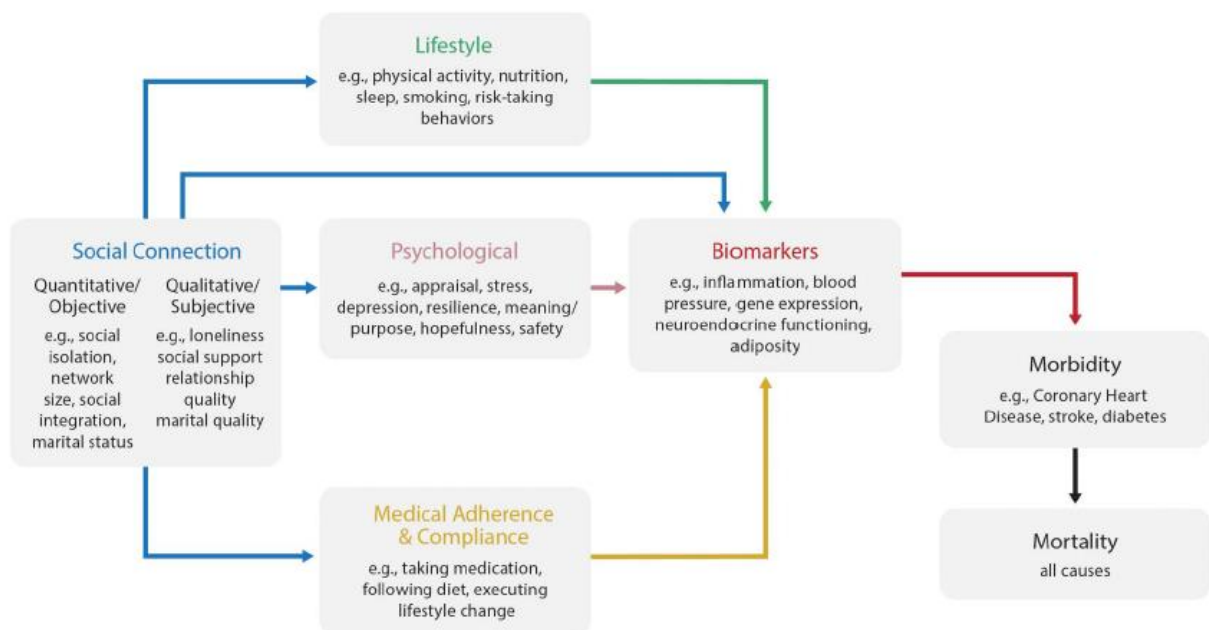 Lifestyle
e.g., physical activity, nutrition,
sleep, smoking, risk-taking
behaviors
Social Connection
Quantitative/
Objective
e.g., social
isolation,
network
size, social
integration,
marital status
Qualitative/
Subjective
e.g., loneliness
social support
relationship
quality
marital quality
Psychological
e.g., appraisal, stress,
depression, resilience, meaning/
purpose, hopefulness, safety
Biomarkers
e.g., inflammation, blood
pressure, gene expression,
neuroendocrine functioning,
adiposity
Medical Adherence
& Compliance
e.g., taking medication,
following diet, executing
lifestyle change
Morbidity
e.g., Coronary Heart
Disease, stroke, diabetes
Mortality
all causes